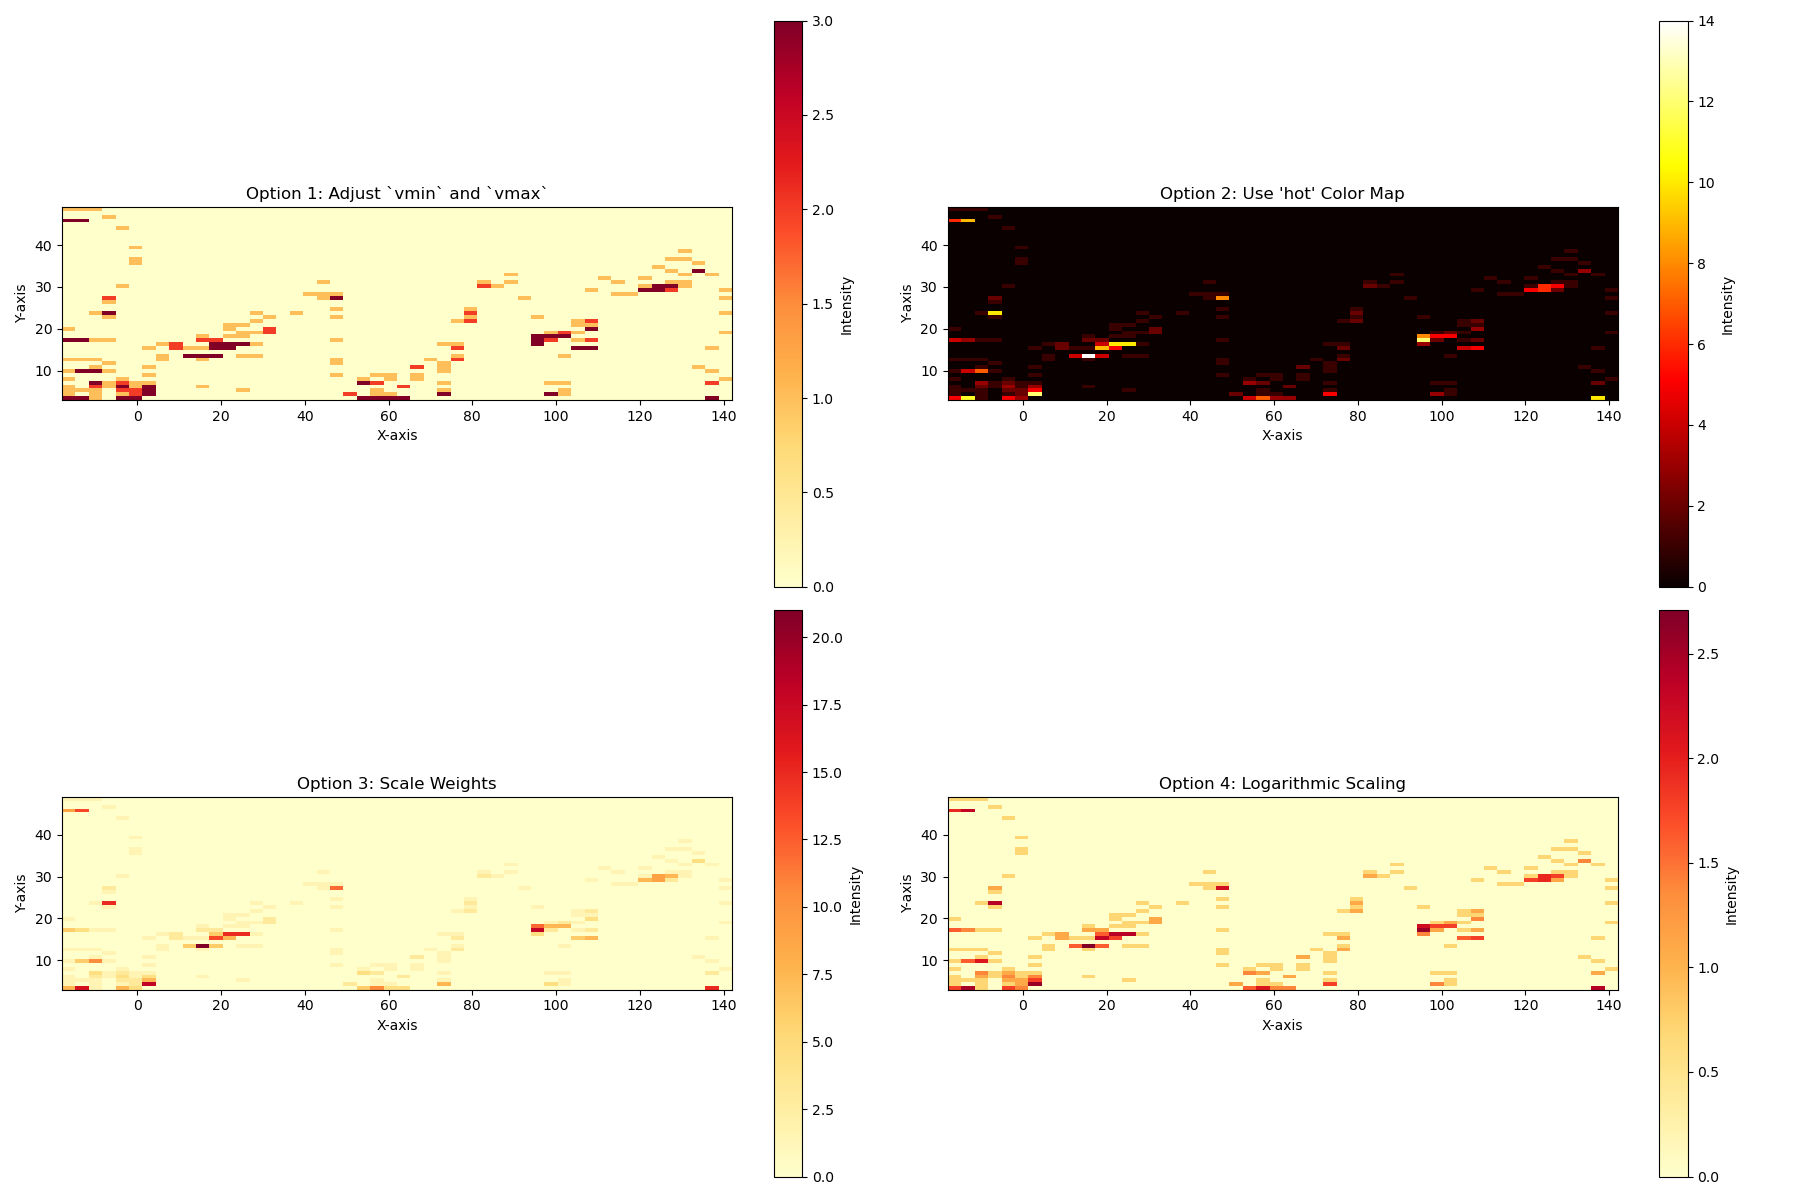 Option 1: Adjust `vmin` and `vmax`
40
30
20
10
Y-axis
0 20 40 60 80 100 120 140
X-axis
3.0
2.5
2.0
1.5
1.0
0.5
0.0
Intensity
Option 2: Use 'hot' Color Map
40
30
20
10
Y-axis
0 20 40 60 80 100 120 140
X-axis
14
12
10
8
6
4
2
0
Intensity
Option 3: Scale Weights
40
30
20
10
Y-axis
0 20 40 60 80 100 120 140
X-axis
20.0
17.5
15.0
12.5
10.0
7.5
5.0
2.5
0.0
Intensity
Option 4: Logarithmic Scaling
40
30
20
10
Y-axis
0 20 40 60 80 100 120 140
X-axis
2.5
2.0
1.5
1.0
0.5
0.0
Intensity